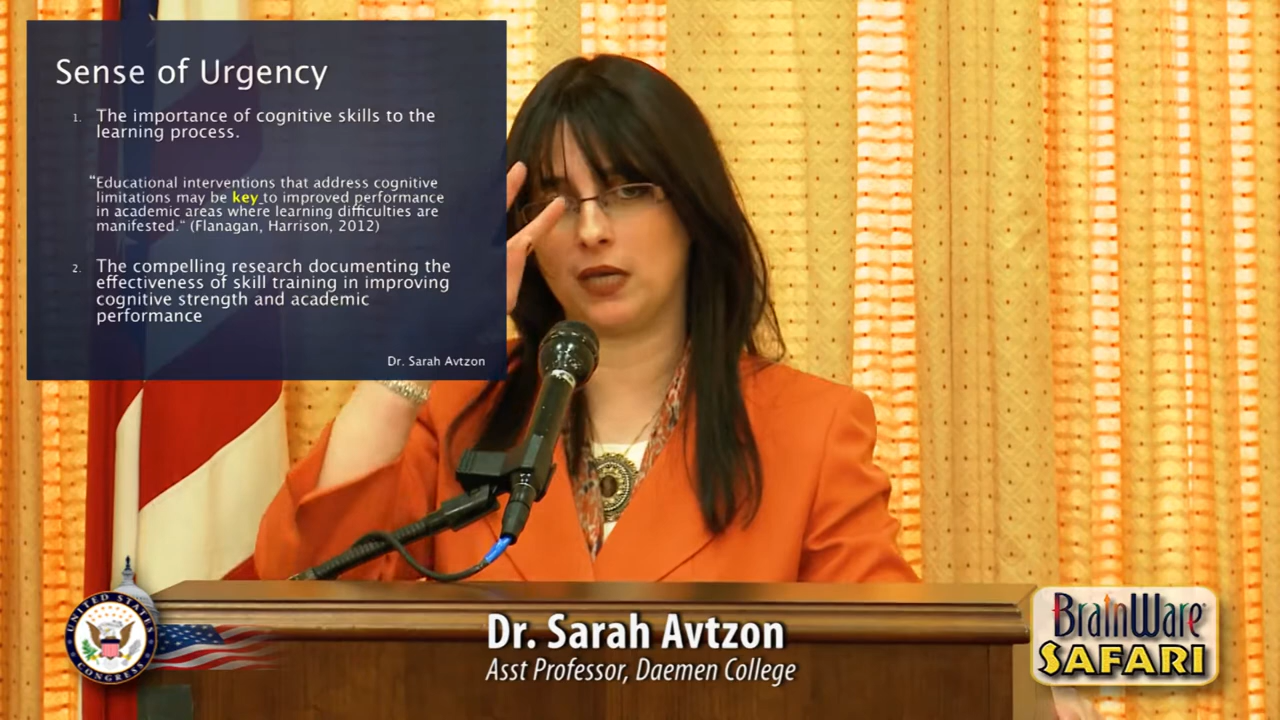 Sense of Urgency
1. The importance of cognitive skills to the
learning process.
“Educational interventions that address cognitive
limitations may be key to improved performance
in academic areas where learning difficulties are
manifested.” (Flanagan, Harrison, 2012)
2. The compelling research documenting the
effectiveness of skill training in improving
cognitive strength and academic
performance
Dr. Sarah Avtzon
UNITED STATES
CONGRESS
Dr. Sarah Avtzon
Asst Professor, Daemen College
BrainWare
SAFARI